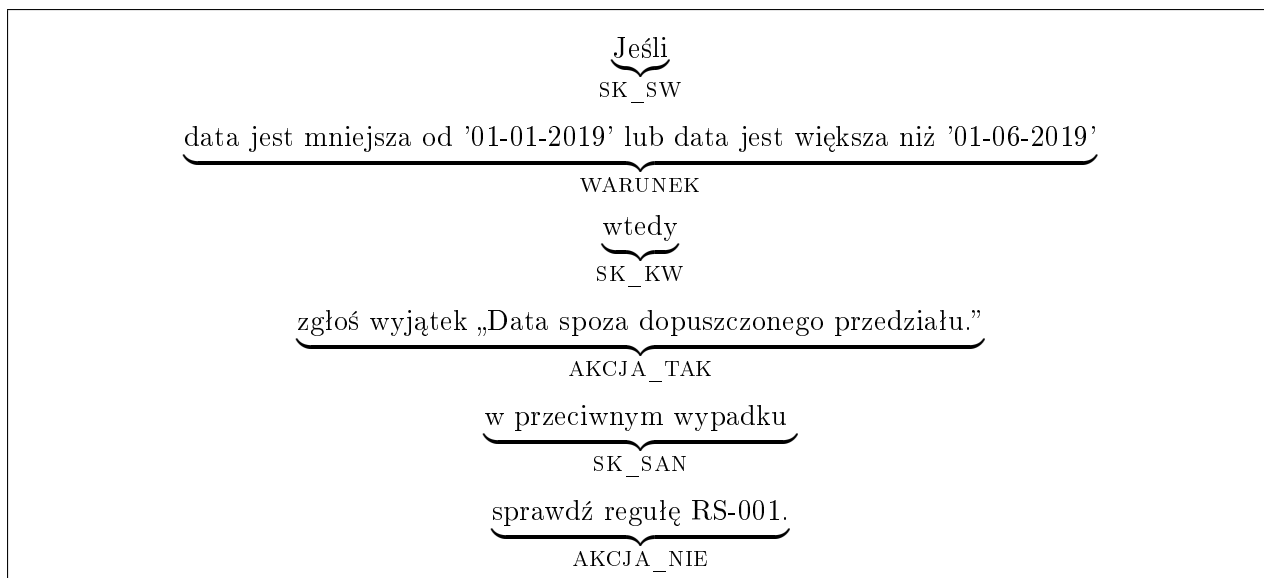 Jeśli
SK_SW
data jest mniejsza od '01-01-2019' lub data jest większa niż '01-06-2019'
WARUNEK
wtedy
SK_KW
zgłoś wyjątek „Data spoza dopuszczonego przedziału.”
AKCJA_TAK
w przeciwnym wypadku
SK_SAN
sprawdź regułę RS-001.
AKCJA_NIE